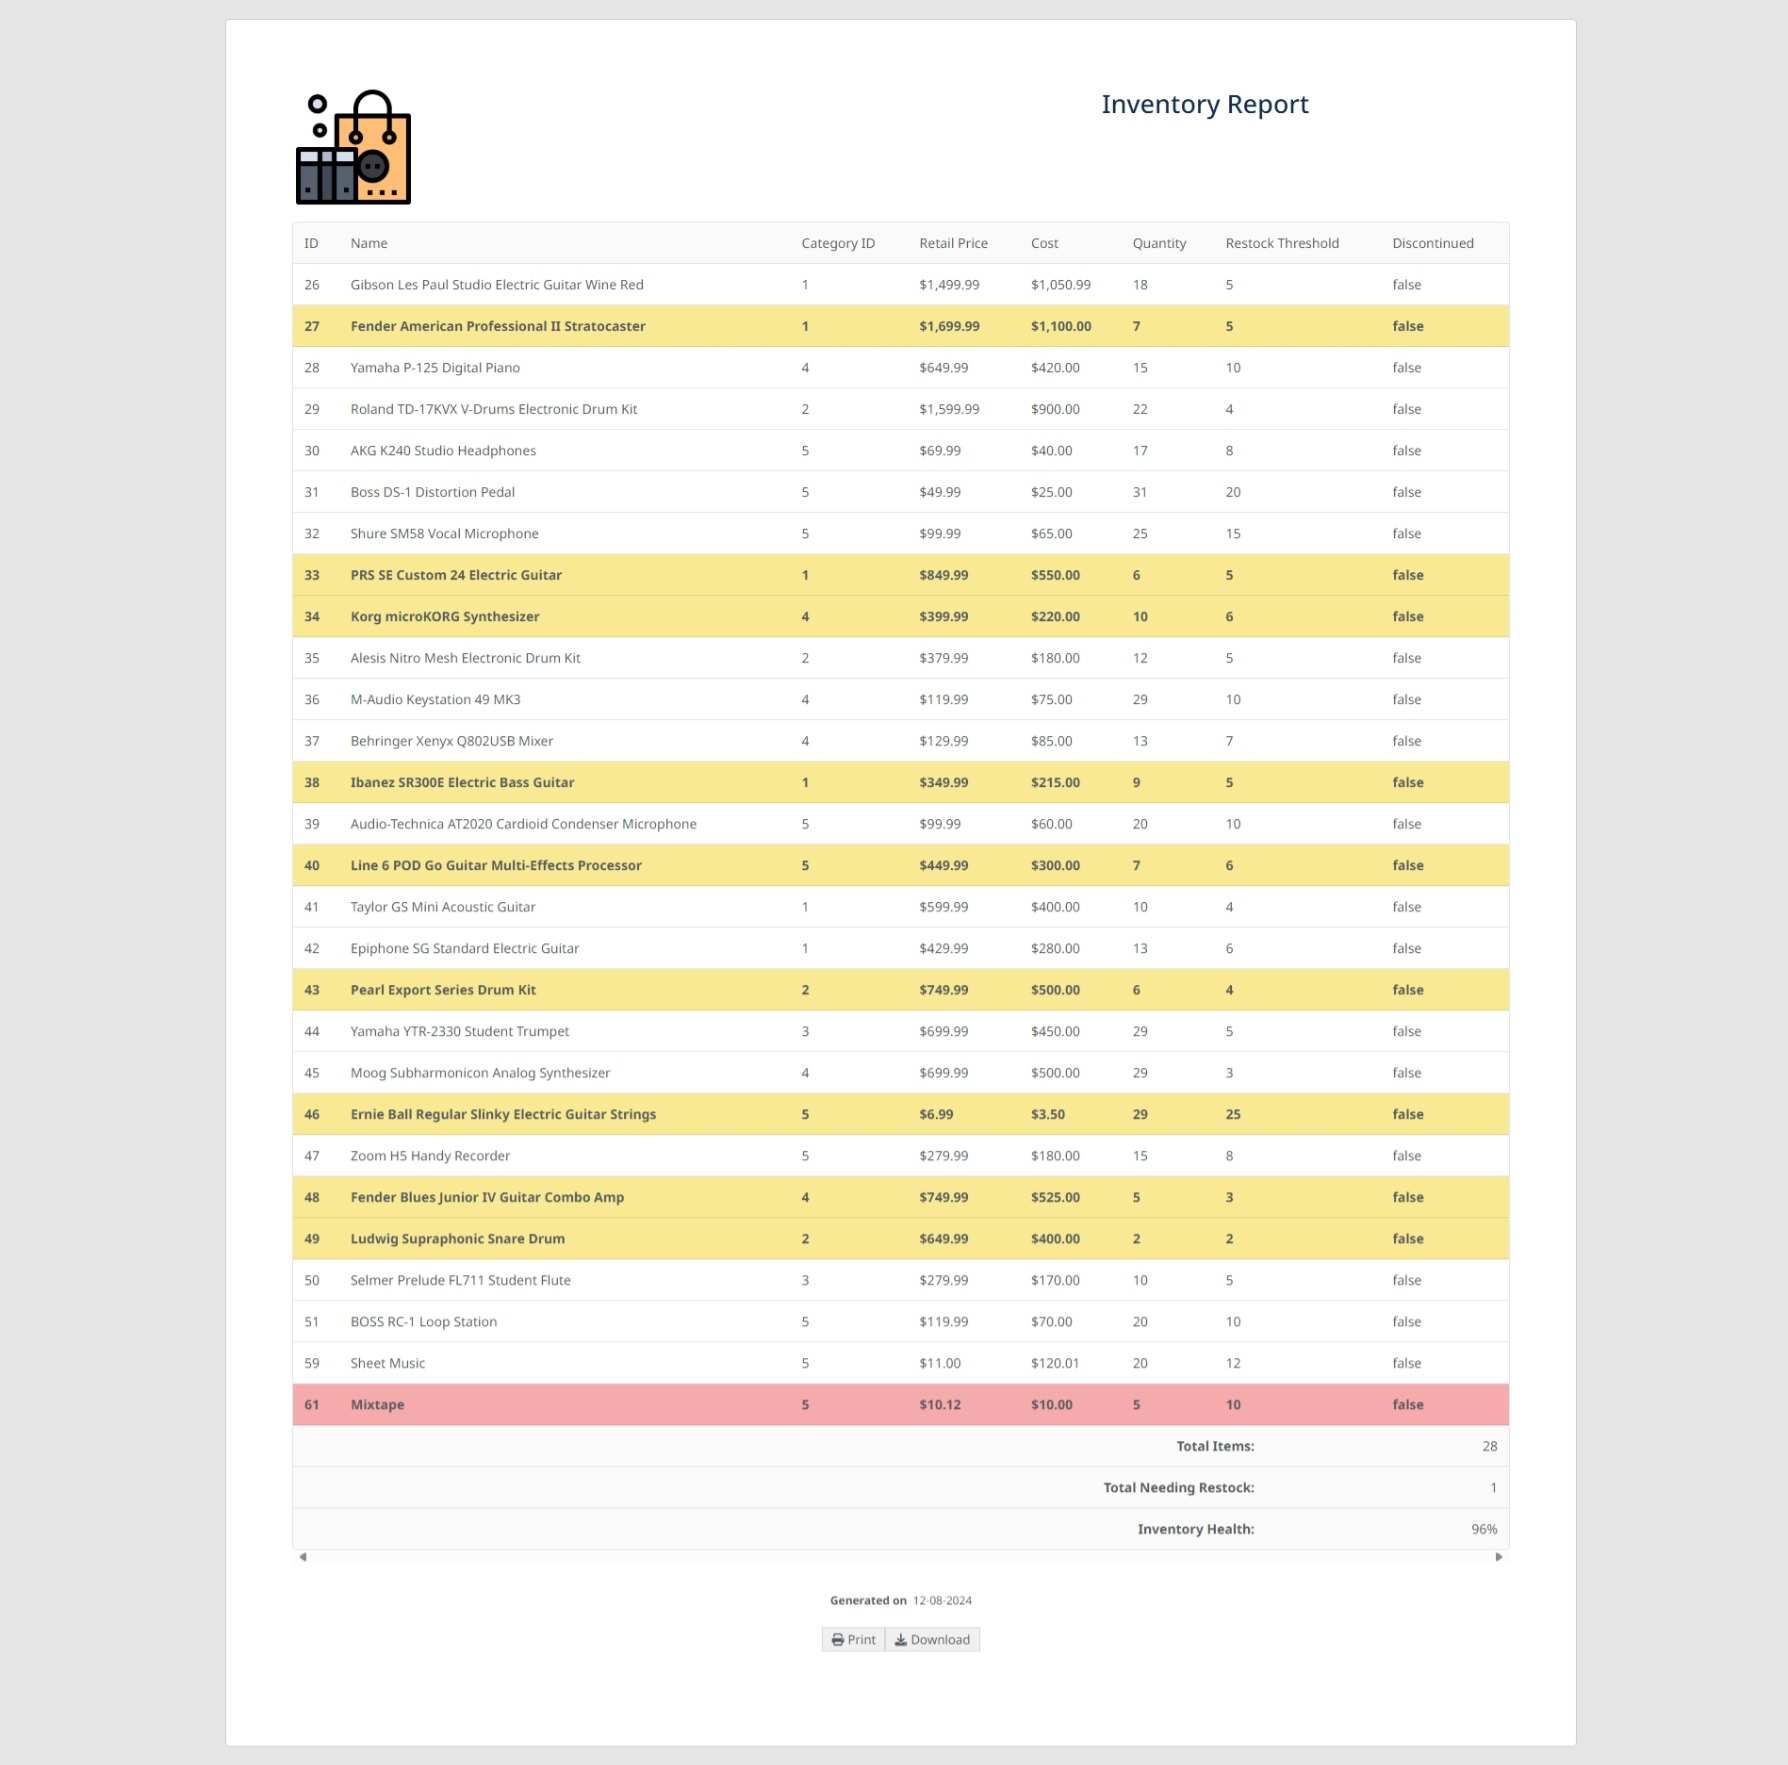 Inventory Report
ID Name Category ID Retail Price Cost Quantity Restock Threshold Discontinued
26 Gibson Les Paul Studio Electric Guitar Wine Red 1 $1,499.99 $1,050.99 18 5 false
27 Fender American Professional II Stratocaster 1 $1,699.99 $1,100.00 7 5 false
28 Yamaha P-125 Digital Piano 4 $649.99 $420.00 15 10 false
29 Roland TD-17KVX V-Drums Electronic Drum Kit 2 $1,599.99 $900.00 22 4 false
30 AKG K240 Studio Headphones 5 $69.99 $40.00 17 8 false
31 Boss DS-1 Distortion Pedal 5 $49.99 $25.00 31 20 false
32 Shure SM58 Vocal Microphone 5 $99.99 $65.00 25 15 false
33 PRS SE Custom 24 Electric Guitar 1 $849.99 $550.00 6 5 false
34 Korg microKORG Synthesizer 4 $399.99 $220.00 10 6 false
35 Alesis Nitro Mesh Electronic Drum Kit 2 $379.99 $180.00 12 5 false
36 M-Audio Keystation 49 MK3 4 $119.99 $75.00 29 10 false
37 Behringer Xenyx Q802USB Mixer 4 $129.99 $85.00 13 7 false
38 Ibanez SR300E Electric Bass Guitar 1 $349.99 $215.00 9 5 false
39 Audio-Technica AT2020 Cardioid Condenser Microphone 5 $99.99 $60.00 20 10 false
40 Line 6 POD Go Guitar Multi-Effects Processor 5 $449.99 $300.00 7 6 false
41 Taylor GS Mini Acoustic Guitar 1 $599.99 $400.00 10 4 false
42 Epiphone SG Standard Electric Guitar 1 $429.99 $280.00 13 6 false
43 Pearl Export Series Drum Kit 2 $749.99 $500.00 6 4 false
44 Yamaha YTR-2330 Student Trumpet 3 $699.99 $450.00 29 5 false
45 Moog Subharmonicon Analog Synthesizer 4 $699.99 $500.00 29 3 false
46 Ernie Ball Regular Slinky Electric Guitar Strings 5 $6.99 $3.50 29 25 false
47 Zoom H5 Handy Recorder 5 $279.99 $180.00 15 8 false
48 Fender Blues Junior IV Guitar Combo Amp 4 $749.99 $525.00 5 3 false
49 Ludwig Supraphonic Snare Drum 2 $649.99 $400.00 2 2 false
50 Selmer Prelude FL711 Student Flute 3 $279.99 $170.00 10 5 false
51 BOSS RC-1 Loop Station 5 $119.99 $70.00 20 10 false
59 Sheet Music 5 $11.00 $120.01 20 12 false
61 Mixtape 5 $10.12 $10.00 5 10 false
Total Items: 28
Total Needing Restock: 1
Inventory Health: 96%
Generated on 12-08-2024
Print Download